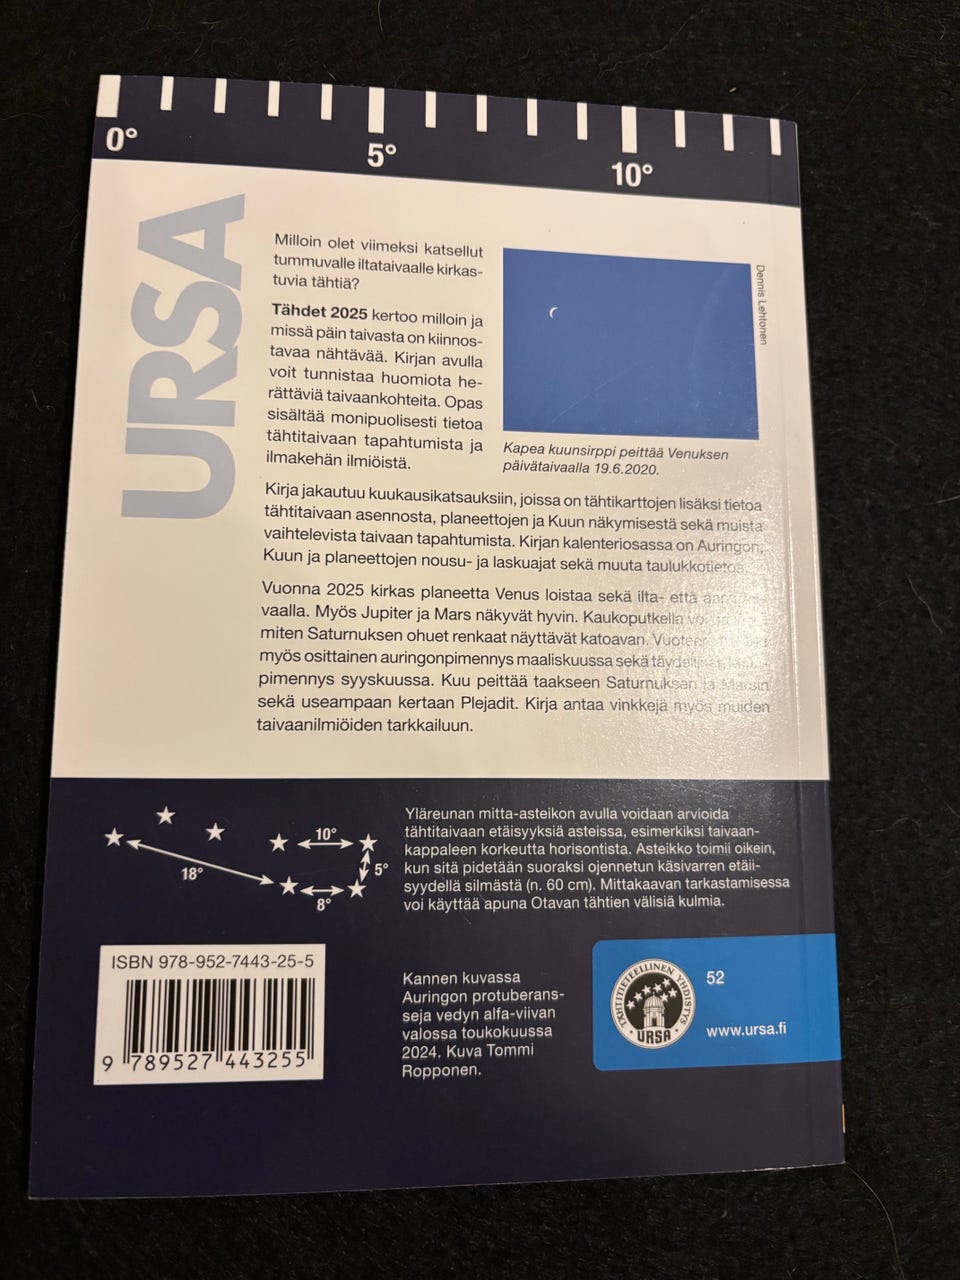 0°
5°
10°
URSA
Milloin olet viimeksi katsellut
tummuvalle iltataivaalle kirkas-
tuvia tähtiä?
Tähdet 2025 kertoo milloin ja
missä päin taivasta on kiinnos-
tavaa nähtävää. Kirjan avulla
voit tunnistaa huomiota he-
rättäviä taivaankohteita. Opas
sisältää monipuolisesti tietoa
tähtitaivaan tapahtumista ja
ilmakehän ilmiöistä.
Dennis Lehtonen
Kapea kuunsirppi peittää Venuksen
päivätaivaalla 19.6.2020.
Kirja jakautuu kuukausikatsauksiin, joissa on tähtikarttojen lisäksi tietoa
tähtitaivaan asennosta, planeettojen ja Kuun näkymisestä sekä muista
vaihtelevista taivaan tapahtumista. Kirjan kalenteriosassa on Auringon,
Kuun ja planeettojen nousu- ja laskuajat sekä muuta taulukkotietoa.
Vuonna 2025 kirkas planeetta Venus loistaa sekä ilta- että
vaalla. Myös Jupiter ja Mars näkyvät hyvin. Kaukoputkella
miten Saturnuksen ohuet renkaat näyttävät katoavan.
myös osittainen auringonpimennys maaliskuussa sekä täydellinen
pimennys syyskuussa. Kuu peittää taakseen Saturnuksen ja Marsin
sekä useampaan kertaan Plejadit. Kirja antaa vinkkejä myös muiden
taivaanilmiöiden tarkkailuun.
10°
18°
5°
8°
Yläreunan mitta-asteikon avulla voidaan arvioida
tähtitaivaan etäisyyksiä asteissa, esimerkiksi taivaan-
kappaleen korkeutta horisontista. Asteikko toimii oikein,
kun sitä pidetään suoraksi ojennetun käsivarren etäi-
syydellä silmästä (n. 60 cm). Mittakaavan tarkastamisessa
voi käyttää apuna Otavan tähtien välisiä kulmia.
ISBN 978-952-7443-25-5
9 789527 443255
Kannen kuvassa
Auringon protuberans-
seja vedyn alfa-viivan
valossa toukokuussa
2024. Kuva Tommi
Ropponen.
TÄHTITIETEELLINEN YHDISTYS
URSA
52
www.ursa.fi